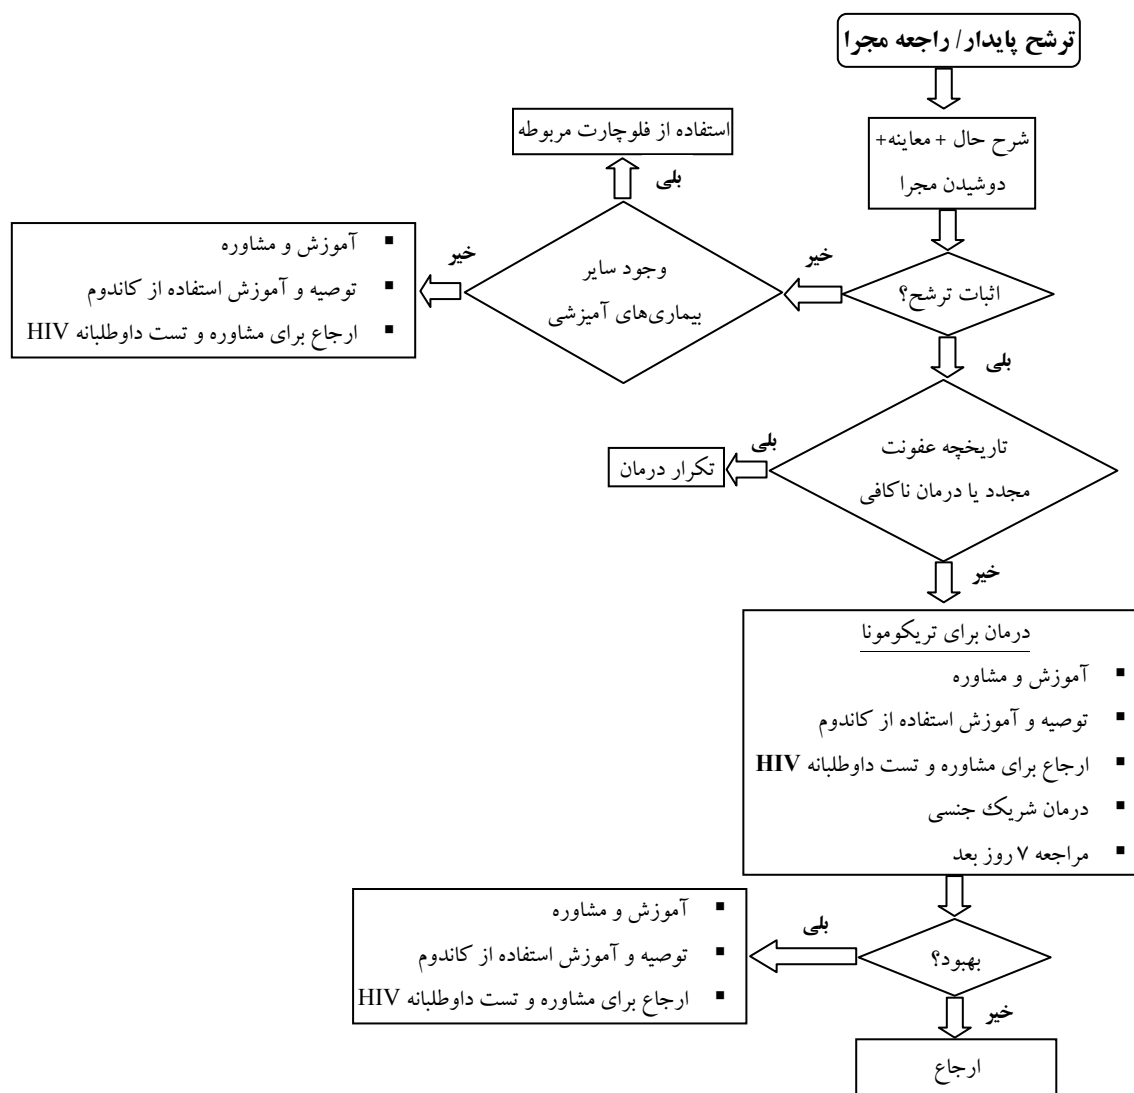 ترشح پایدار/ راجعه مجرا
شرح حال + معاینه+
دوشیدن مجرا
اثبات ترشح؟
خیر
وجود سایر
بیماری‌های آمیزشی
بلی
استفاده از فلوچارت مربوطه
خیر
▪ آموزش و مشاوره
▪ توصیه و آموزش استفاده از کاندوم
▪ ارجاع برای مشاوره و تست داوطلبانه HIV
بلی
تاریخچه عفونت
مجدد یا درمان ناکافی
بلی
تکرار درمان
خیر
درمان برای تریکومونا
▪ آموزش و مشاوره
▪ توصیه و آموزش استفاده از کاندوم
▪ ارجاع برای مشاوره و تست داوطلبانه HIV
▪ درمان شریک جنسی
▪ مراجعه ۷ روز بعد
بهبود؟
بلی
▪ آموزش و مشاوره
▪ توصیه و آموزش استفاده از کاندوم
▪ ارجاع برای مشاوره و تست داوطلبانه HIV
خیر
ارجاع